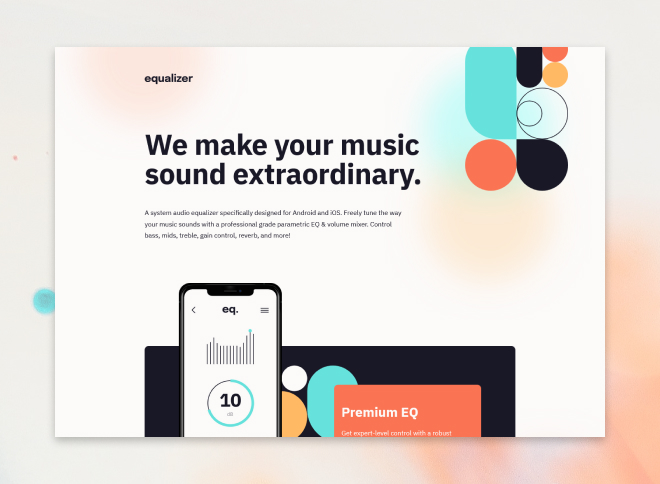 equalizer
We make your music
sound extraordinary.
A system audio equalizer specifically designed for Android and iOS. Freely tune the way
your music sounds with a professional grade parametric EQ & volume mixer. Control
bass, mids, treble, gain control, reverb, and more!
eq.
10
dB
Premium EQ
Get expert-level control with a robust